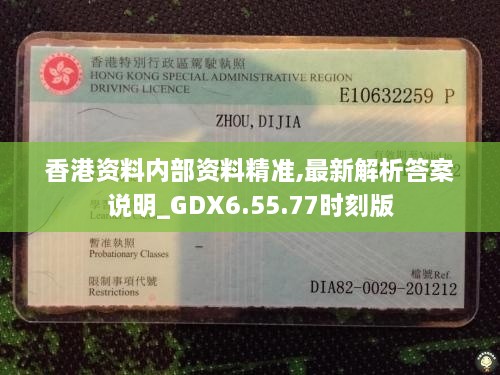 香港特別行政區駕駛執照
HONG KONG SPECIAL ADMINISTRATIVE REGION
DRIVING LICENCE
E10632259 P
ZHOU,DIJIA
香港资料内部资料精准,最新解析答案
说明_GDX6.55.77时刻版
暫准執照
Probationary Classes
–
限制事項代號
Restrictions
檔號Ref.
DIA82-0029-201212